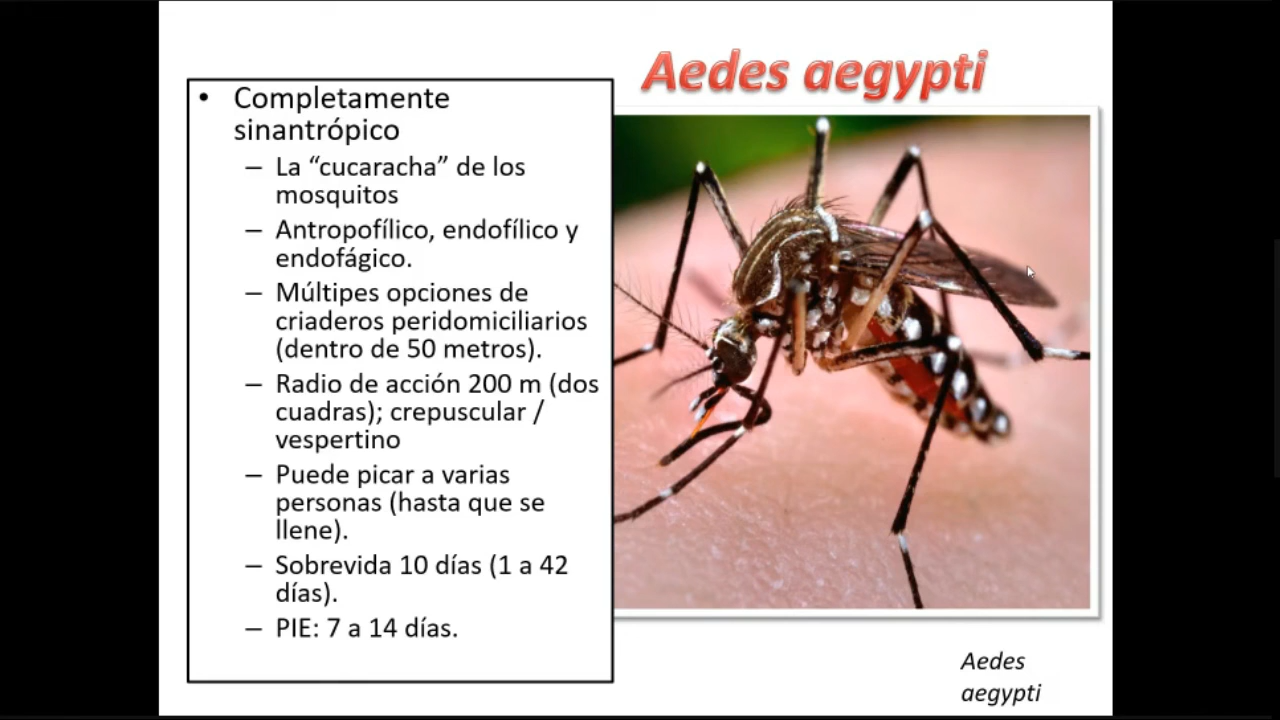 Aedes aegypti
• Completamente
sinantrópico
– La “cucaracha” de los
mosquitos
– Antropofílico, endofílico y
endofágico.
– Múltipes opciones de
criaderos peridomiciliarios
(dentro de 50 metros).
– Radio de acción 200 m (dos
cuadras); crepuscular /
vespertino
– Puede picar a varias
personas (hasta que se
llene).
– Sobrevida 10 días (1 a 42
días).
– PIE: 7 a 14 días.
Aedes
aegypti